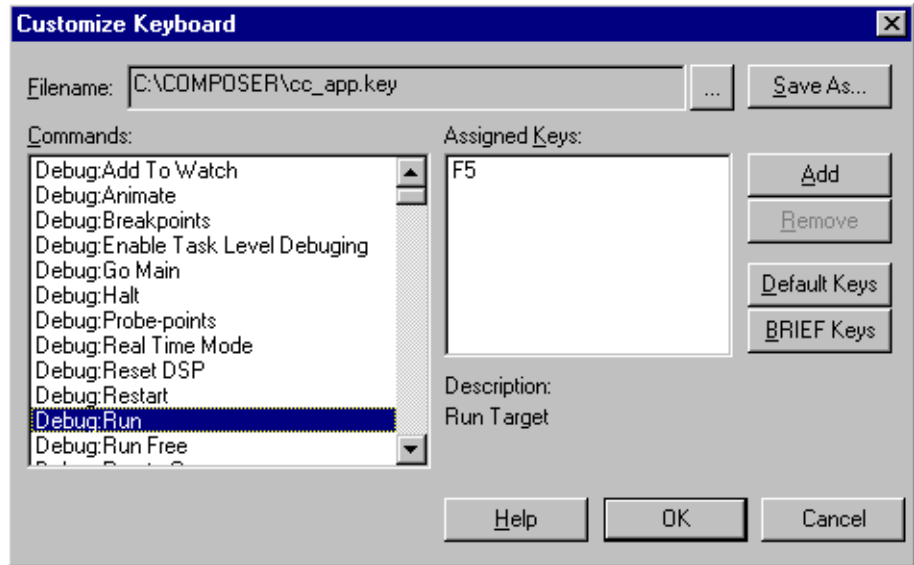 Customize Keyboard
Filename: C:\COMPOSER\cc_app.key ... Save As...
Commands:
Debug:Add To Watch
Debug:Animate
Debug:Breakpoints
Debug:Enable Task Level Debuging
Debug:Go Main
Debug:Halt
Debug:Probe-points
Debug:Real Time Mode
Debug:Reset DSP
Debug:Restart
Debug:Run
Debug:Run Free
Assigned Keys:
F5
Add
Remove
Default Keys
BRIEF Keys
Description:
Run Target
Help OK Cancel